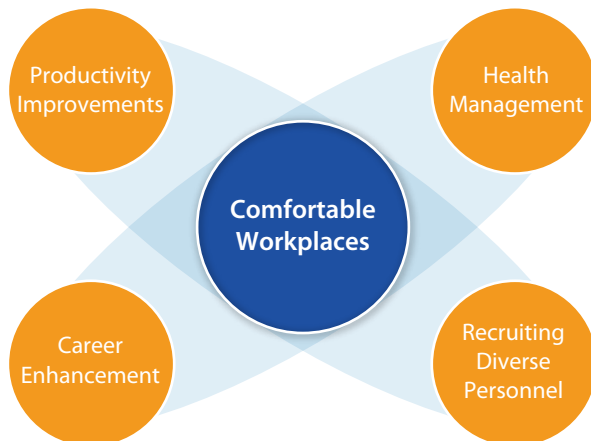 Productivity
Improvements
Health
Management
Comfortable
Workplaces
Career
Enhancement
Recruiting
Diverse
Personnel